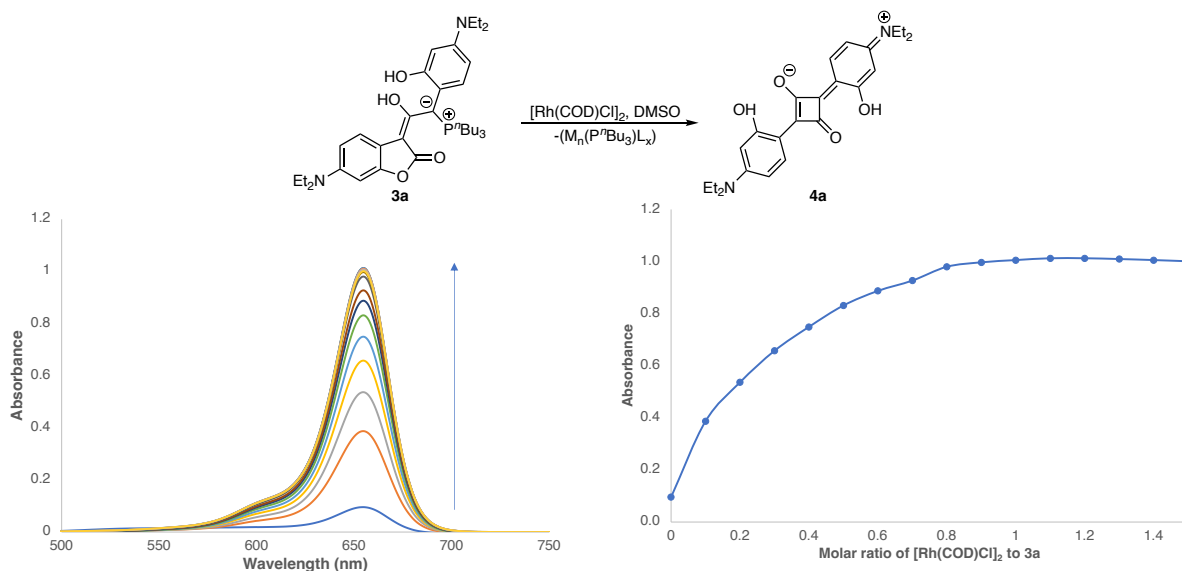 NEt₂
HO
HO
⊖
⊕
PⁿBu₃
O
O
Et₂N
3a
[Rh(COD)Cl]₂, DMSO
-(Mₙ(PⁿBu₃)Lₓ)
⊕
NEt₂
⊖
O
OH
OH
O
Et₂N
4a
1.2
1
0.8
0.6
0.4
0.2
0
Absorbance
500 550 600 650 700 750
Wavelength (nm)
1.2
1.0
0.8
0.6
0.4
0.2
0.0
Absorbance
0 0.2 0.4 0.6 0.8 1 1.2 1.4
Molar ratio of [Rh(COD)Cl]₂ to 3a